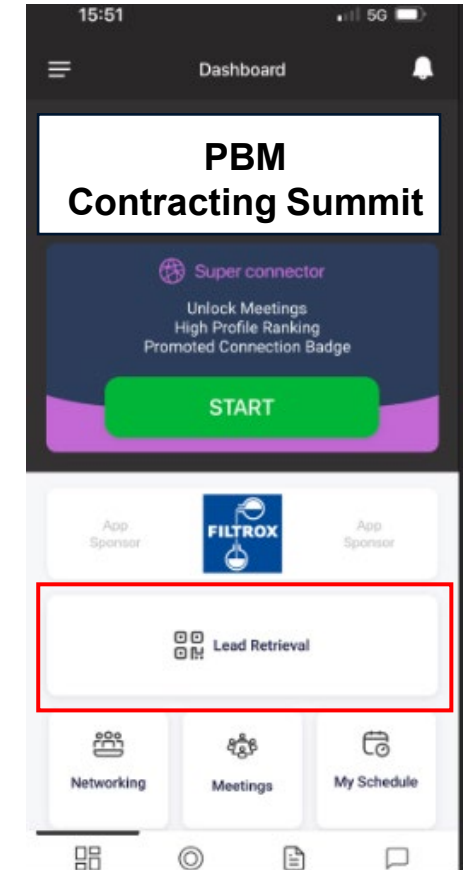 15:51
5G
Dashboard
PBM
Contracting Summit
Super connector
Unlock Meetings
High Profile Ranking
Promoted Connection Badge
START
App
Sponsor
FILTROX
App
Sponsor
Lead Retrieval
Networking
Meetings
My Schedule